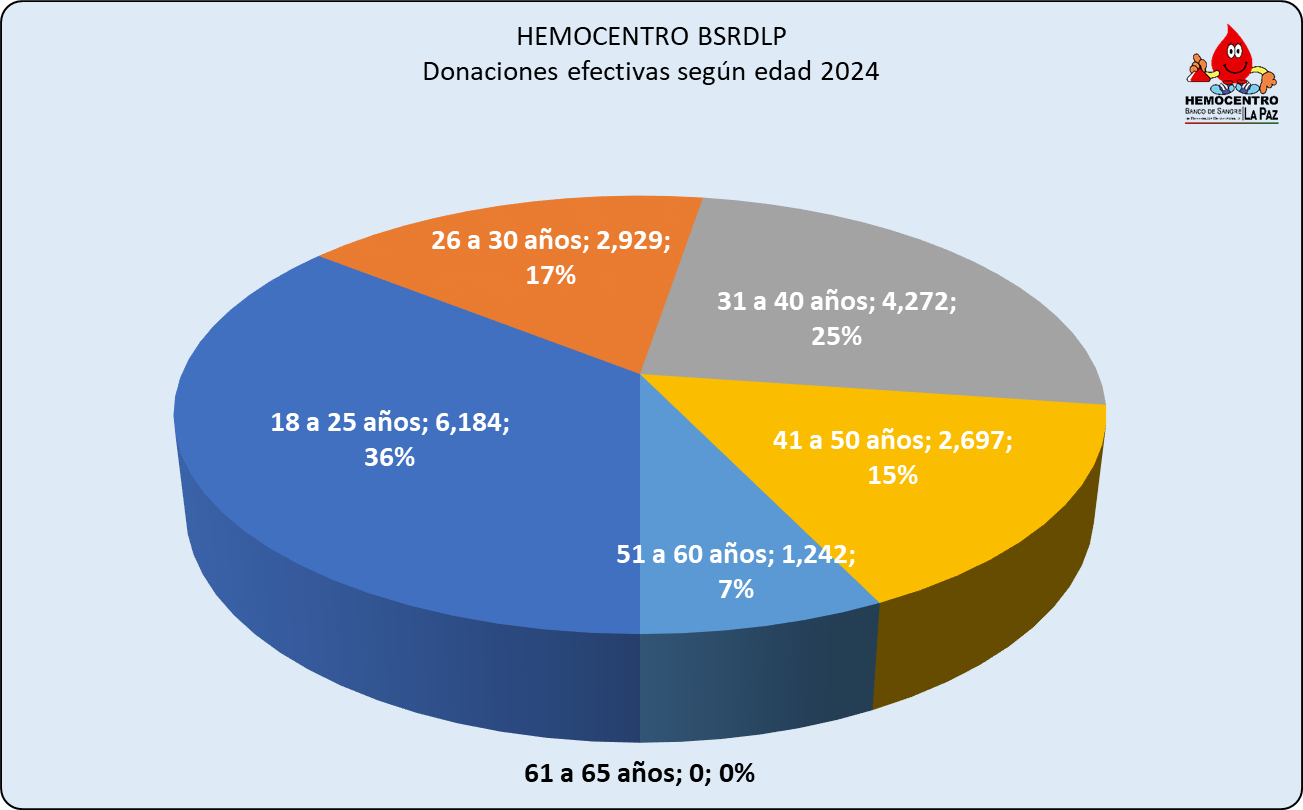 HEMOCENTRO BSRDLP
Donaciones efectivas según edad 2024
HEMOCENTRO
BANCO DE SANGRE
LA PAZ
26 a 30 años; 2,929;
17%
31 a 40 años; 4,272;
25%
18 a 25 años; 6,184;
36%
41 a 50 años; 2,697;
15%
51 a 60 años; 1,242;
7%
61 a 65 años; 0; 0%